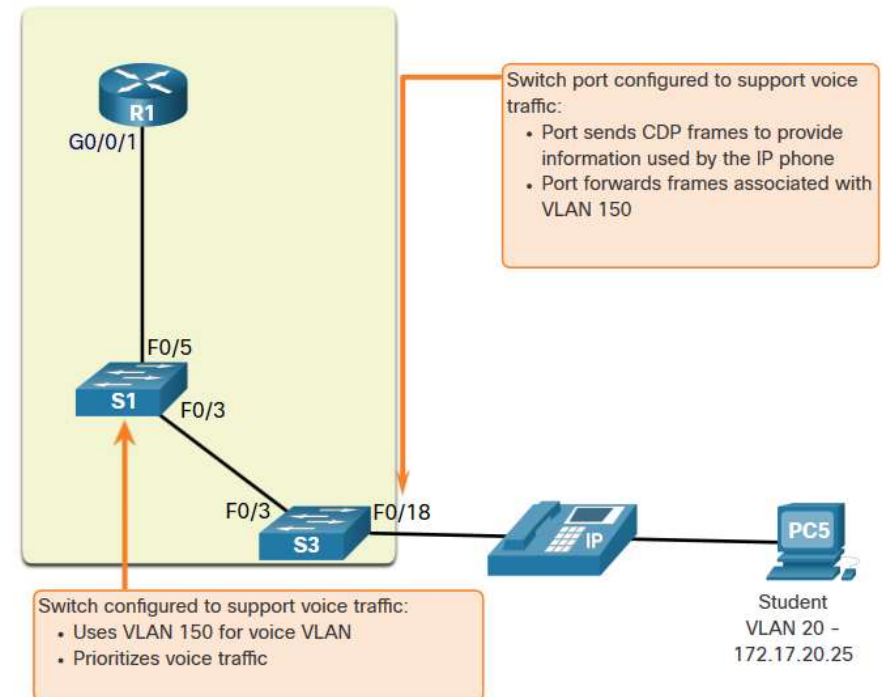 R1
G0/0/1
Switch port configured to support voice
traffic:
• Port sends CDP frames to provide
information used by the IP phone
• Port forwards frames associated with
VLAN 150
F0/5
S1
F0/3
F0/3
S3
F0/18
IP
PC5
Student
VLAN 20 -
172.17.20.25
Switch configured to support voice traffic:
• Uses VLAN 150 for voice VLAN
• Prioritizes voice traffic